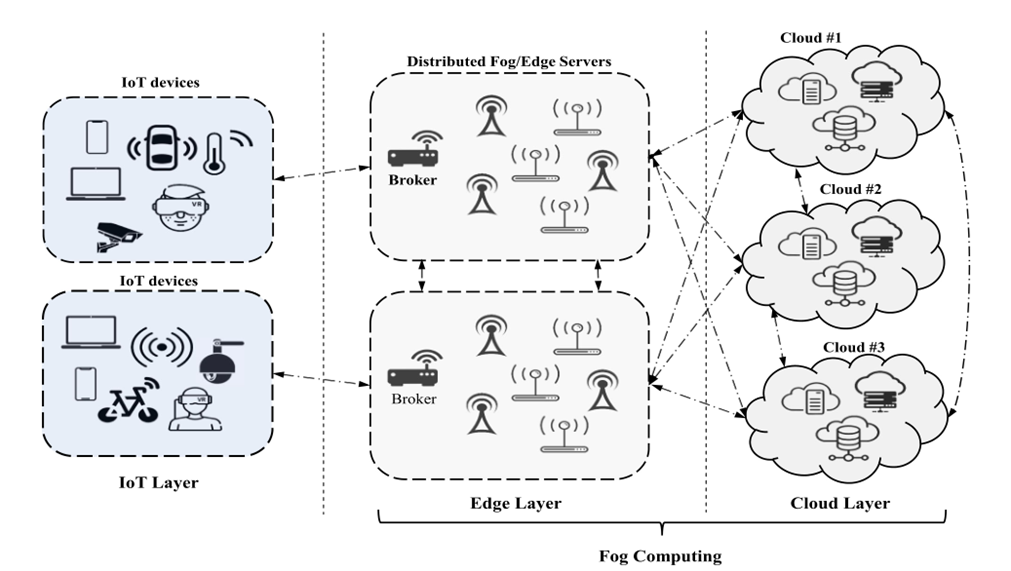 Cloud #1
Distributed Fog/Edge Servers
IoT devices
Broker
VR
Cloud #2
IoT devices
Cloud #3
Broker
VR
IoT Layer
Edge Layer
Cloud Layer
Fog Computing